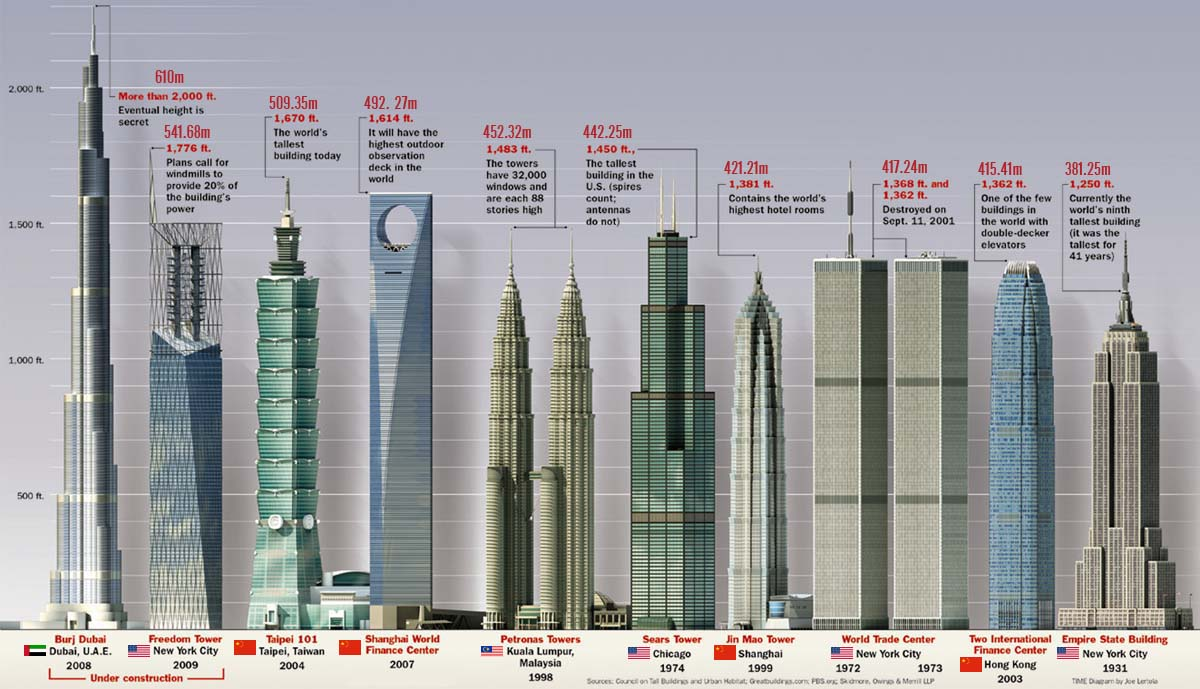 2,000 ft.
1,500 ft.
1,000 ft.
500 ft.
610m
More than 2,000 ft.
Eventual height is
secret
541.68m
1,776 ft.
Plans call for
windmills to
provide 20% of
the building's
power
509.35m
1,670 ft.
The world's
tallest
building today
492. 27m
1,614 ft.
It will have the
highest outdoor
observation
deck in the
world
452.32m
1,483 ft.
The towers
have 32,000
windows and
are each 88
stories high
442.25m
1,450 ft.,
The tallest
building in the
U.S. (spires
count;
antennas
do not)
421.21m
1,381 ft.
Contains the world's
highest hotel rooms
417.24m
1,368 ft. and
1,362 ft.
Destroyed on
Sept. 11, 2001
415.41m
1,362 ft.
One of the few
buildings in
the world with
double-decker
elevators
381.25m
1,250 ft.
Currently the
world's ninth
tallest building
(it was the
tallest for
41 years)
Burj Dubai
Dubai, U.A.E.
2008
Freedom Tower
New York City
2009
Under construction
Taipei 101
Taipei, Taiwan
2004
Shanghai World
Finance Center
2007
Petronas Towers
Kuala Lumpur,
Malaysia
1998
Sears Tower
Chicago
1974
Jin Mao Tower
Shanghai
1999
World Trade Center
New York City
1972 1973
Two International
Finance Center
Hong Kong
2003
Empire State Building
New York City
1931
Sources: Council on Tall Buildings and Urban Habitat; Greatbuildings.com; PBS.org; Skidmore, Owings & Merrill LLP
TIME Diagram by Joe Lertola